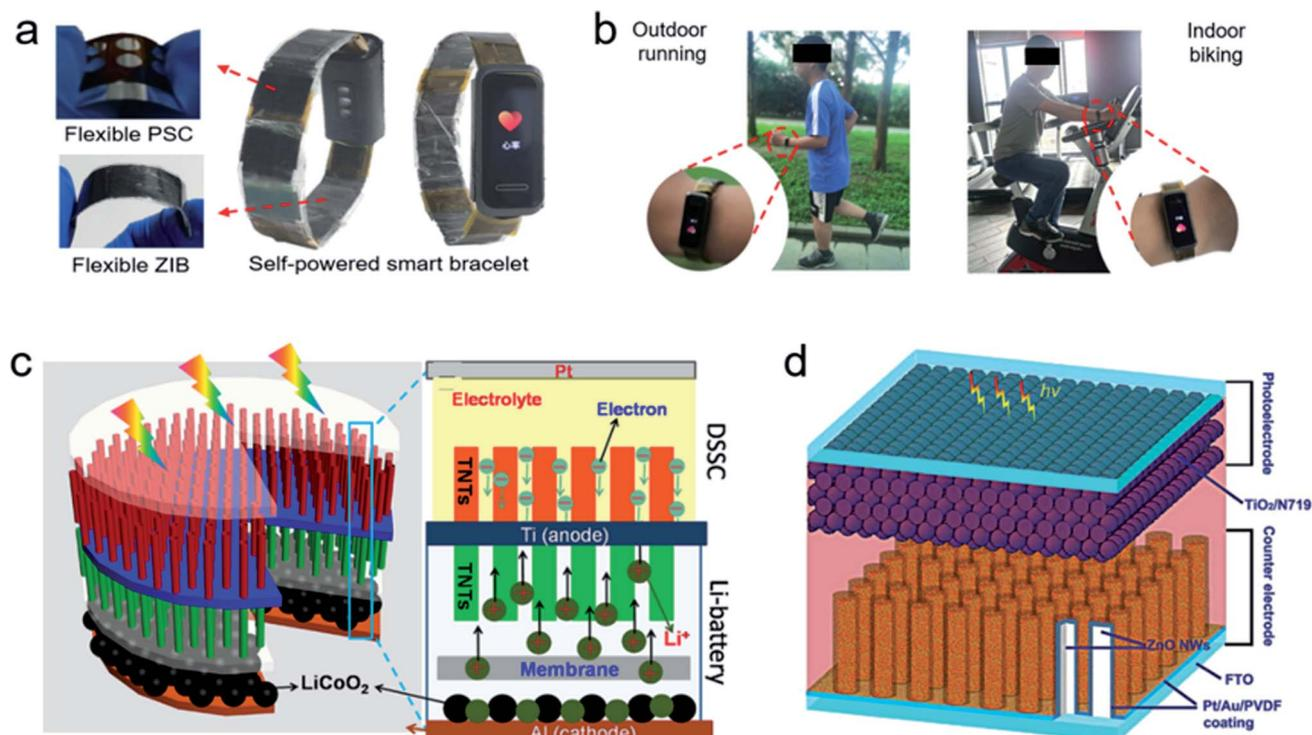 a
Flexible PSC
Flexible ZIB
心率
Self-powered smart bracelet
b
Outdoor
running
Indoor
biking
c
Pt
Electrolyte
Electron
TNTs
DSSC
Ti (anode)
TNTs
Li-battery
Li⁺
Membrane
LiCoO₂
Al (cathode)
d
hv
Photoelectrode
TiO₂/N719
Counter electrode
ZnO NWs
FTO
Pt/Au/PVDF
coating